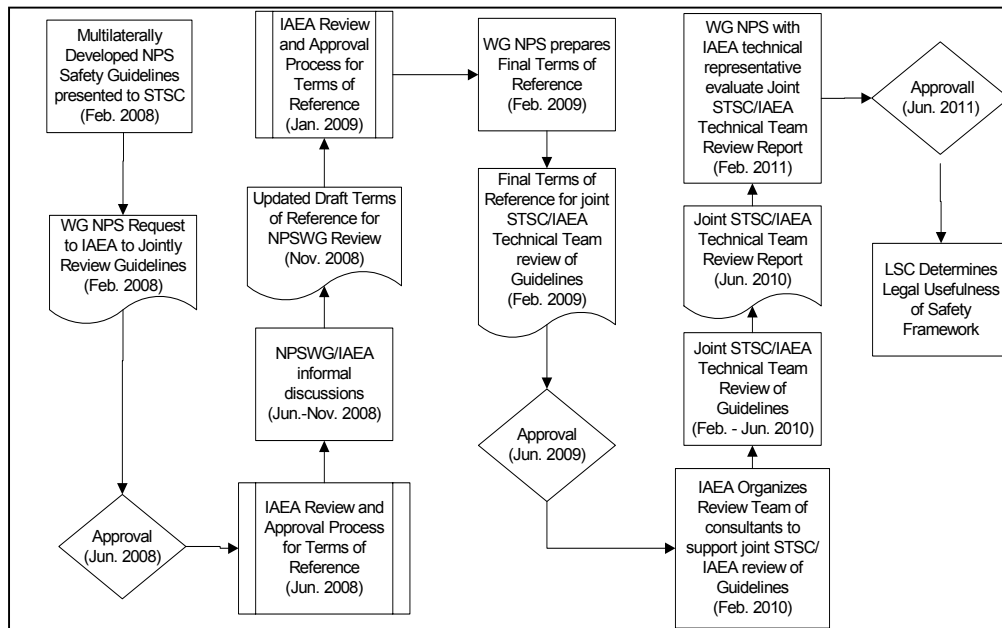 Multilaterally
Developed NPS
Safety Guidelines
presented to STSC
(Feb. 2008)
WG NPS Request
to IAEA to Jointly
Review Guidelines
(Feb. 2008)
Approval
(Jun. 2008)
IAEA Review and
Approval Process
for Terms of
Reference
(Jun. 2008)
NPSWG/IAEA
informal
discussions
(Jun.-Nov. 2008)
Updated Draft Terms
of Reference for
NPSWG Review
(Nov. 2008)
IAEA Review
and Approval
Process for
Terms of
Reference
(Jan. 2009)
WG NPS prepares
Final Terms of
Reference
(Feb. 2009)
Final Terms of
Reference for joint
STSC/IAEA
Technical Team
review of
Guidelines
(Feb. 2009)
Approval
(Jun. 2009)
IAEA Organizes
Review Team of
consultants to
support joint STSC/
IAEA review of
Guidelines
(Feb. 2010)
Joint STSC/IAEA
Technical Team
Review of
Guidelines
(Feb. - Jun. 2010)
Joint STSC/IAEA
Technical Team
Review Report
(Jun. 2010)
WG NPS with
IAEA technical
representative
evaluate Joint
STSC/IAEA
Technical Team
Review Report
(Feb. 2011)
Approvall
(Jun. 2011)
LSC Determines
Legal Usefulness
of Safety
Framework